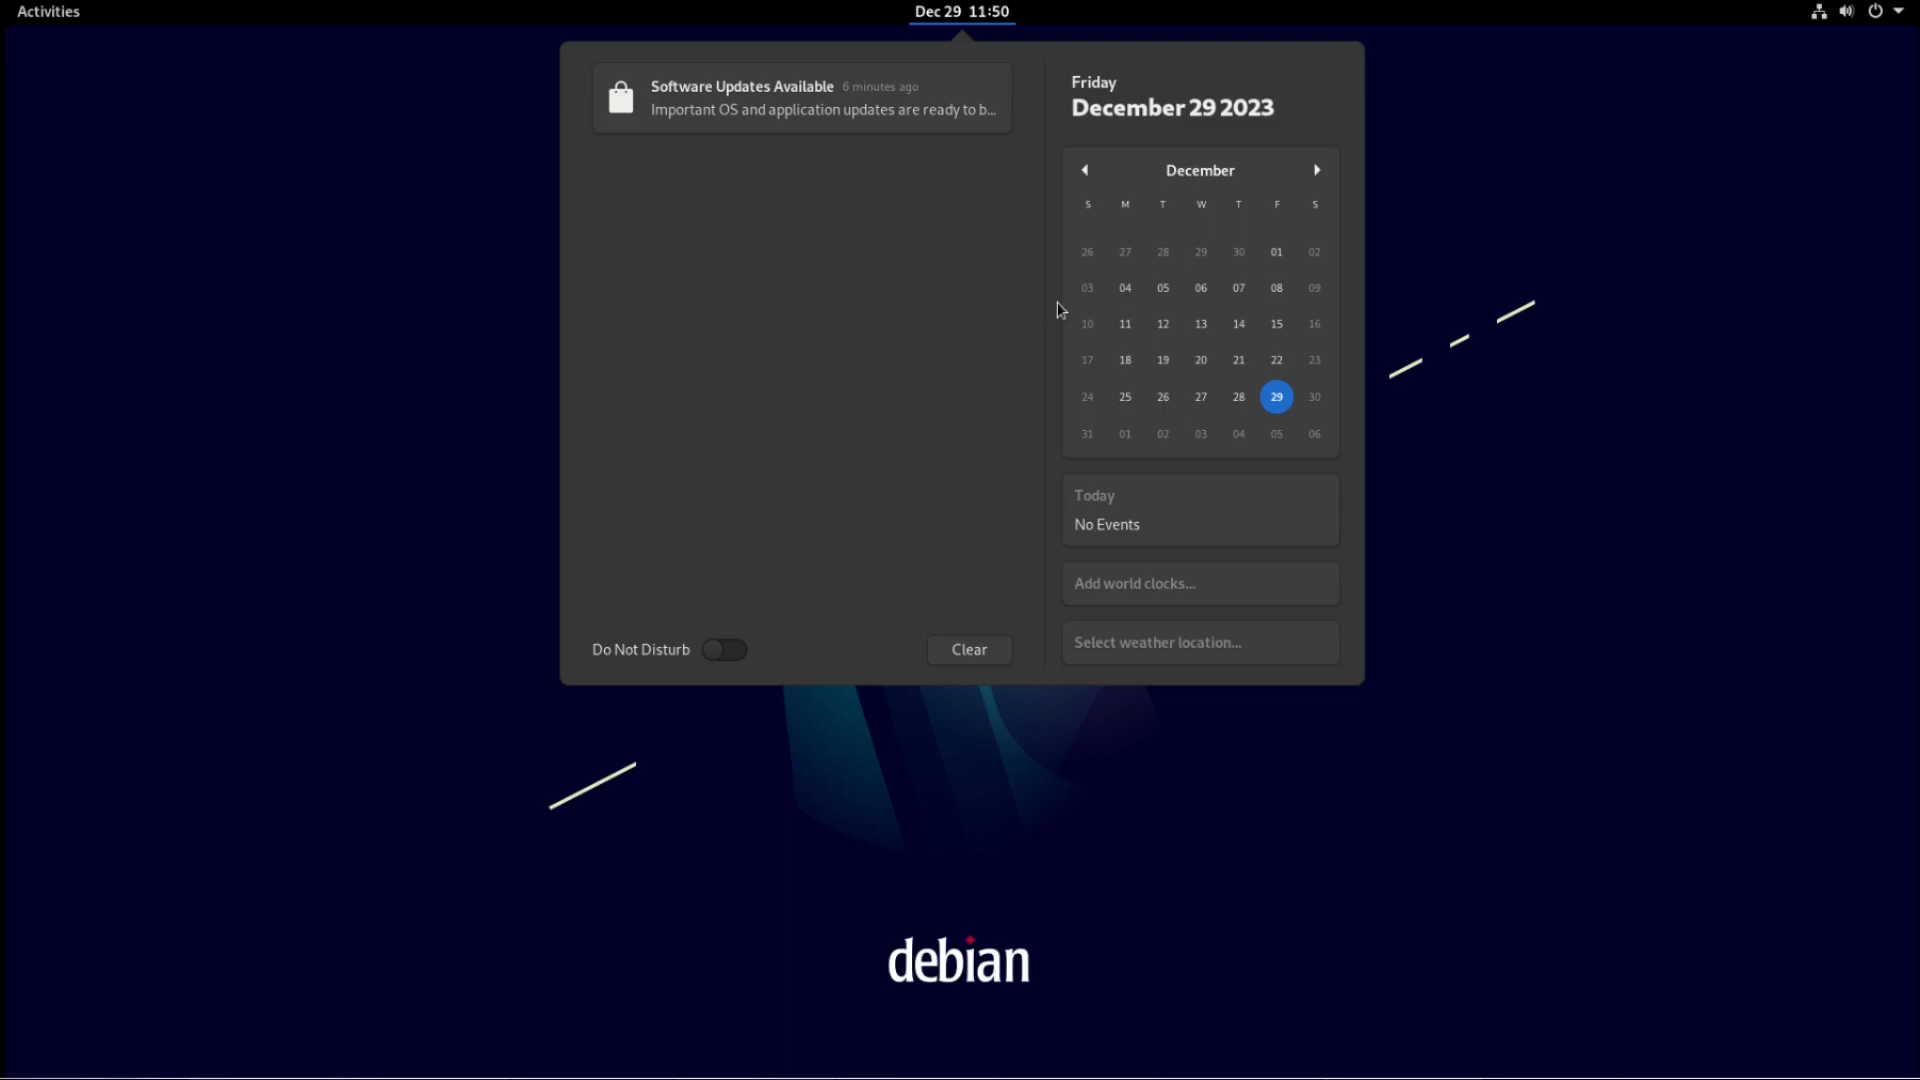 Activities
Dec 29 11:50
Software Updates Available 6 minutes ago
Important OS and application updates are ready to b...
Do Not Disturb
Clear
Friday
December 29 2023
December
S M T W T F S
26 27 28 29 30 01 02
03 04 05 06 07 08 09
10 11 12 13 14 15 16
17 18 19 20 21 22 23
24 25 26 27 28 29 30
31 01 02 03 04 05 06
Today
No Events
Add world clocks...
Select weather location...
debian